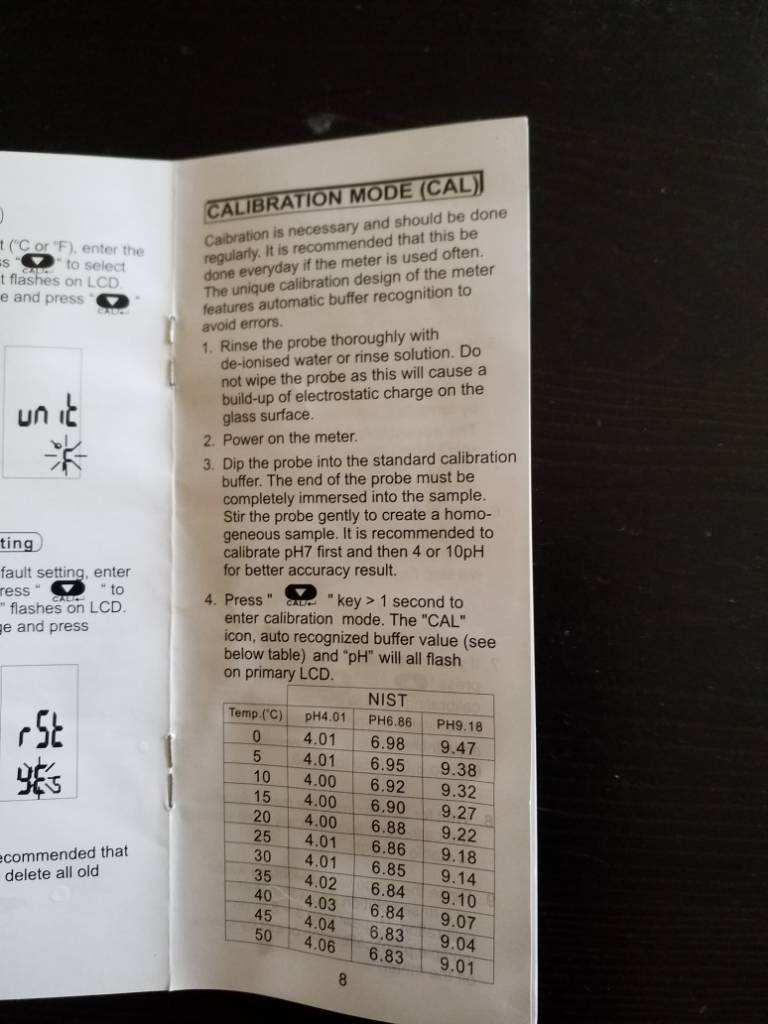 )
t (°C or °F), enter the
ss " CAL/↵ " to select
t flashes on LCD.
e and press " CAL/↵ "
unit
°F
ting
fault setting, enter
ress " CAL/↵ " to
" flashes on LCD.
ge and press
rSt
YES
ecommended that
delete all old
CALIBRATION MODE (CAL)
Caibration is necessary and should be done
regularly. It is recommended that this be
done everyday if the meter is used often.
The unique calibration design of the meter
features automatic buffer recognition to
avoid errors.
1. Rinse the probe thoroughly with
de-ionised water or rinse solution. Do
not wipe the probe as this will cause a
build-up of electrostatic charge on the
glass surface.
2. Power on the meter.
3. Dip the probe into the standard calibration
buffer. The end of the probe must be
completely immersed into the sample.
Stir the probe gently to create a homo-
geneous sample. It is recommended to
calibrate pH7 first and then 4 or 10pH
for better accuracy result.
4. Press " CAL/↵ " key > 1 second to
enter calibration mode. The "CAL"
icon, auto recognized buffer value (see
below table) and “pH” will all flash
on primary LCD.
NIST
Temp.(°C) pH4.01 PH6.86 PH9.18
0 4.01 6.98 9.47
5 4.01 6.95 9.38
10 4.00 6.92 9.32
15 4.00 6.90 9.27
20 4.00 6.88 9.22
25 4.01 6.86 9.18
30 4.01 6.85 9.14
35 4.02 6.84 9.10
40 4.03 6.84 9.07
45 4.04 6.83 9.04
50 4.06 6.83 9.01
8